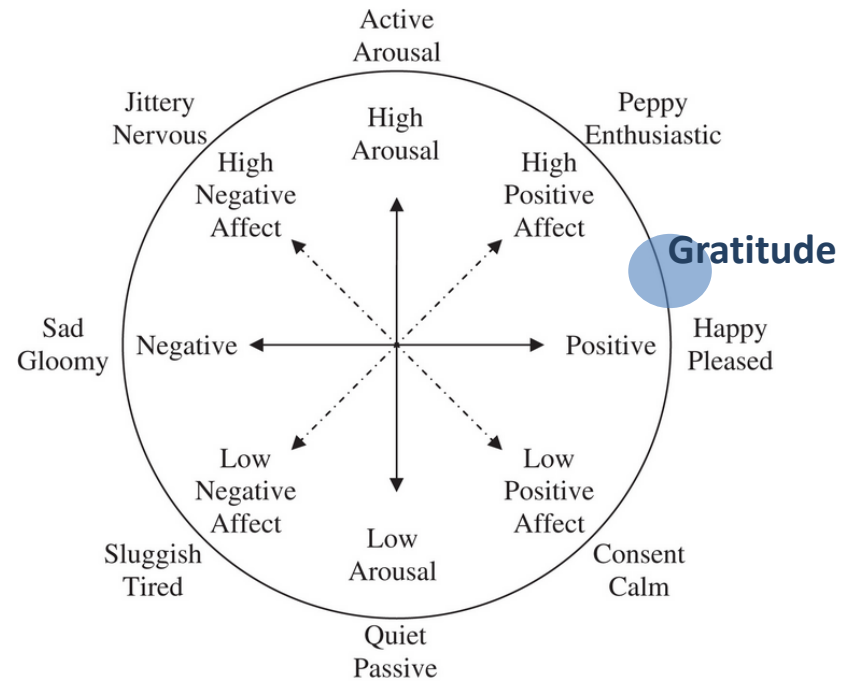 Active
Arousal
Jittery
Nervous
Peppy
Enthusiastic
High
Arousal
High
Negative
Affect
High
Positive
Affect
Gratitude
Sad
Gloomy
Negative
Positive
Happy
Pleased
Low
Negative
Affect
Low
Positive
Affect
Low
Arousal
Sluggish
Tired
Consent
Calm
Quiet
Passive